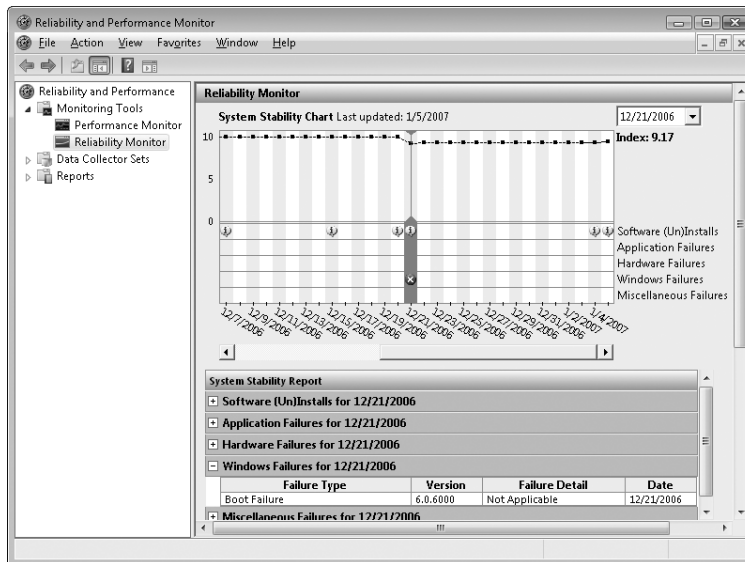 Reliability and Performance Monitor
File Action View Favorites Window Help
Reliability and Performance
Monitoring Tools
Performance Monitor
Reliability Monitor
Data Collector Sets
Reports
Reliability Monitor
System Stability Chart Last updated: 1/5/2007
12/21/2006
Index: 9.17
10
5
0
Software (Un)Installs
Application Failures
Hardware Failures
Windows Failures
Miscellaneous Failures
12/7/2006
12/9/2006
12/11/2006
12/13/2006
12/15/2006
12/17/2006
12/19/2006
12/21/2006
12/23/2006
12/25/2006
12/27/2006
12/29/2006
12/31/2006
1/2/2007
1/4/2007
System Stability Report
Software (Un)Installs for 12/21/2006
Application Failures for 12/21/2006
Hardware Failures for 12/21/2006
Windows Failures for 12/21/2006
Failure Type Version Failure Detail Date
Boot Failure 6.0.6000 Not Applicable 12/21/2006
Miscellaneous Failures for 12/21/2006